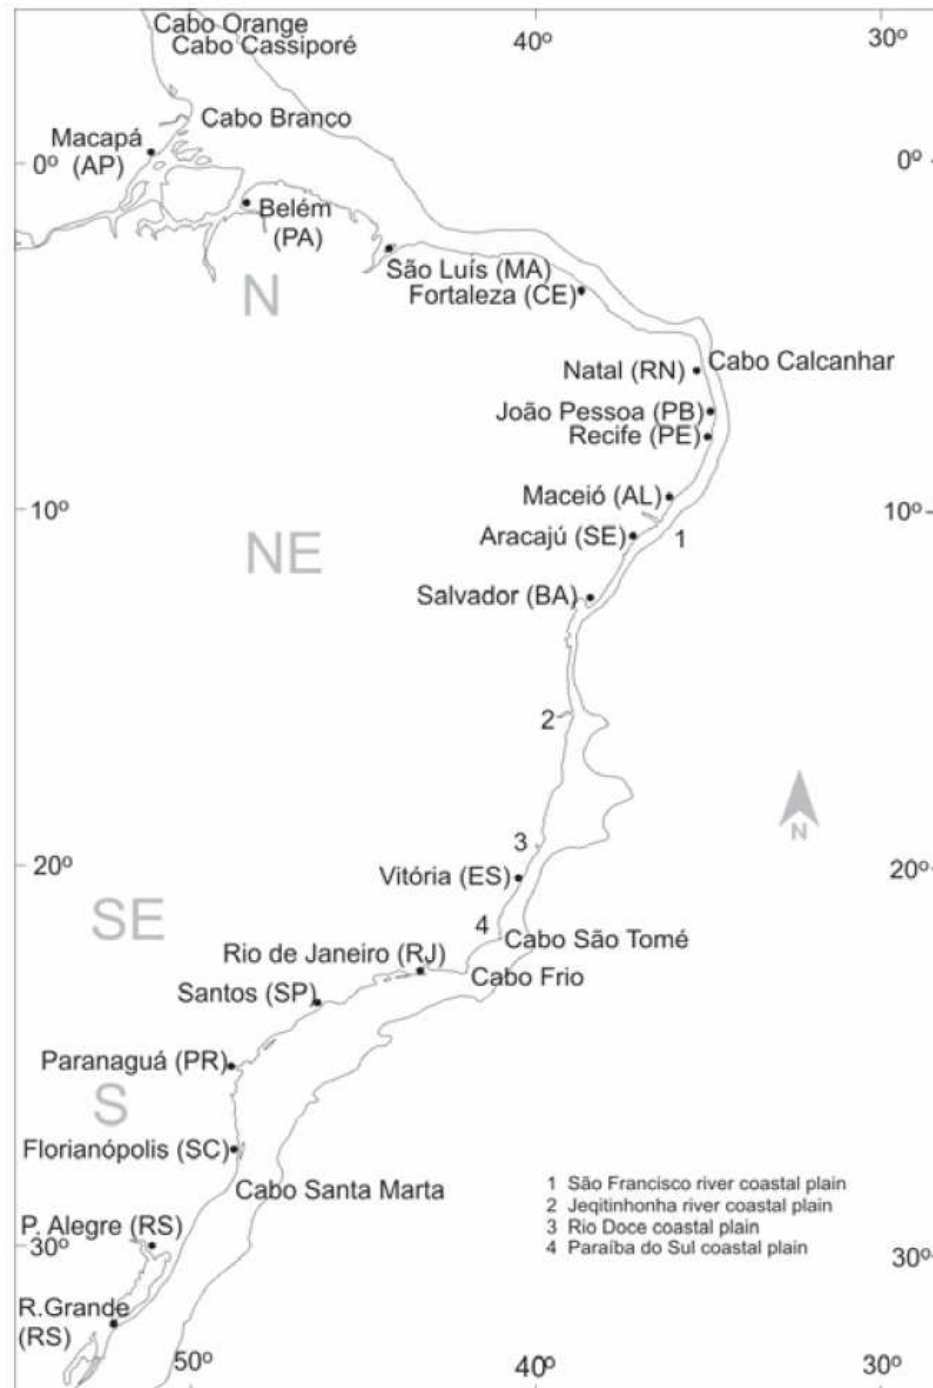 Cabo Orange
Cabo Cassiporé
40º
30º
Cabo Branco
Macapá
(AP)
0º
0º
Belém
(PA)
N
São Luís (MA)
Fortaleza (CE)
Cabo Calcanhar
Natal (RN)
João Pessoa (PB)
Recife (PE)
Maceió (AL)
10º
10º
Aracajú (SE)
1
NE
Salvador (BA)
2
N
3
20º
20º
Vitória (ES)
SE
4
Cabo São Tomé
Rio de Janeiro (RJ)
Cabo Frio
Santos (SP)
Paranaguá (PR)
S
Florianópolis (SC)
Cabo Santa Marta
1 São Francisco river coastal plain
2 Jeqitinhonha river coastal plain
3 Rio Doce coastal plain
4 Paraíba do Sul coastal plain
P. Alegre (RS)
30º
30º
R.Grande
(RS)
50º
40º
30º